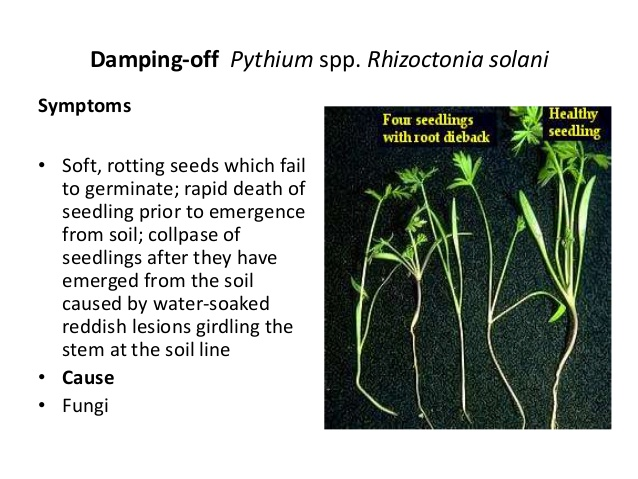 Damping-off Pythium spp. Rhizoctonia solani
Symptoms
• Soft, rotting seeds which fail
to germinate; rapid death of
seedling prior to emergence
from soil; collpase of
seedlings after they have
emerged from the soil
caused by water-soaked
reddish lesions girdling the
stem at the soil line
• Cause
• Fungi
Four seedlings
with root dieback
Healthy
seedling